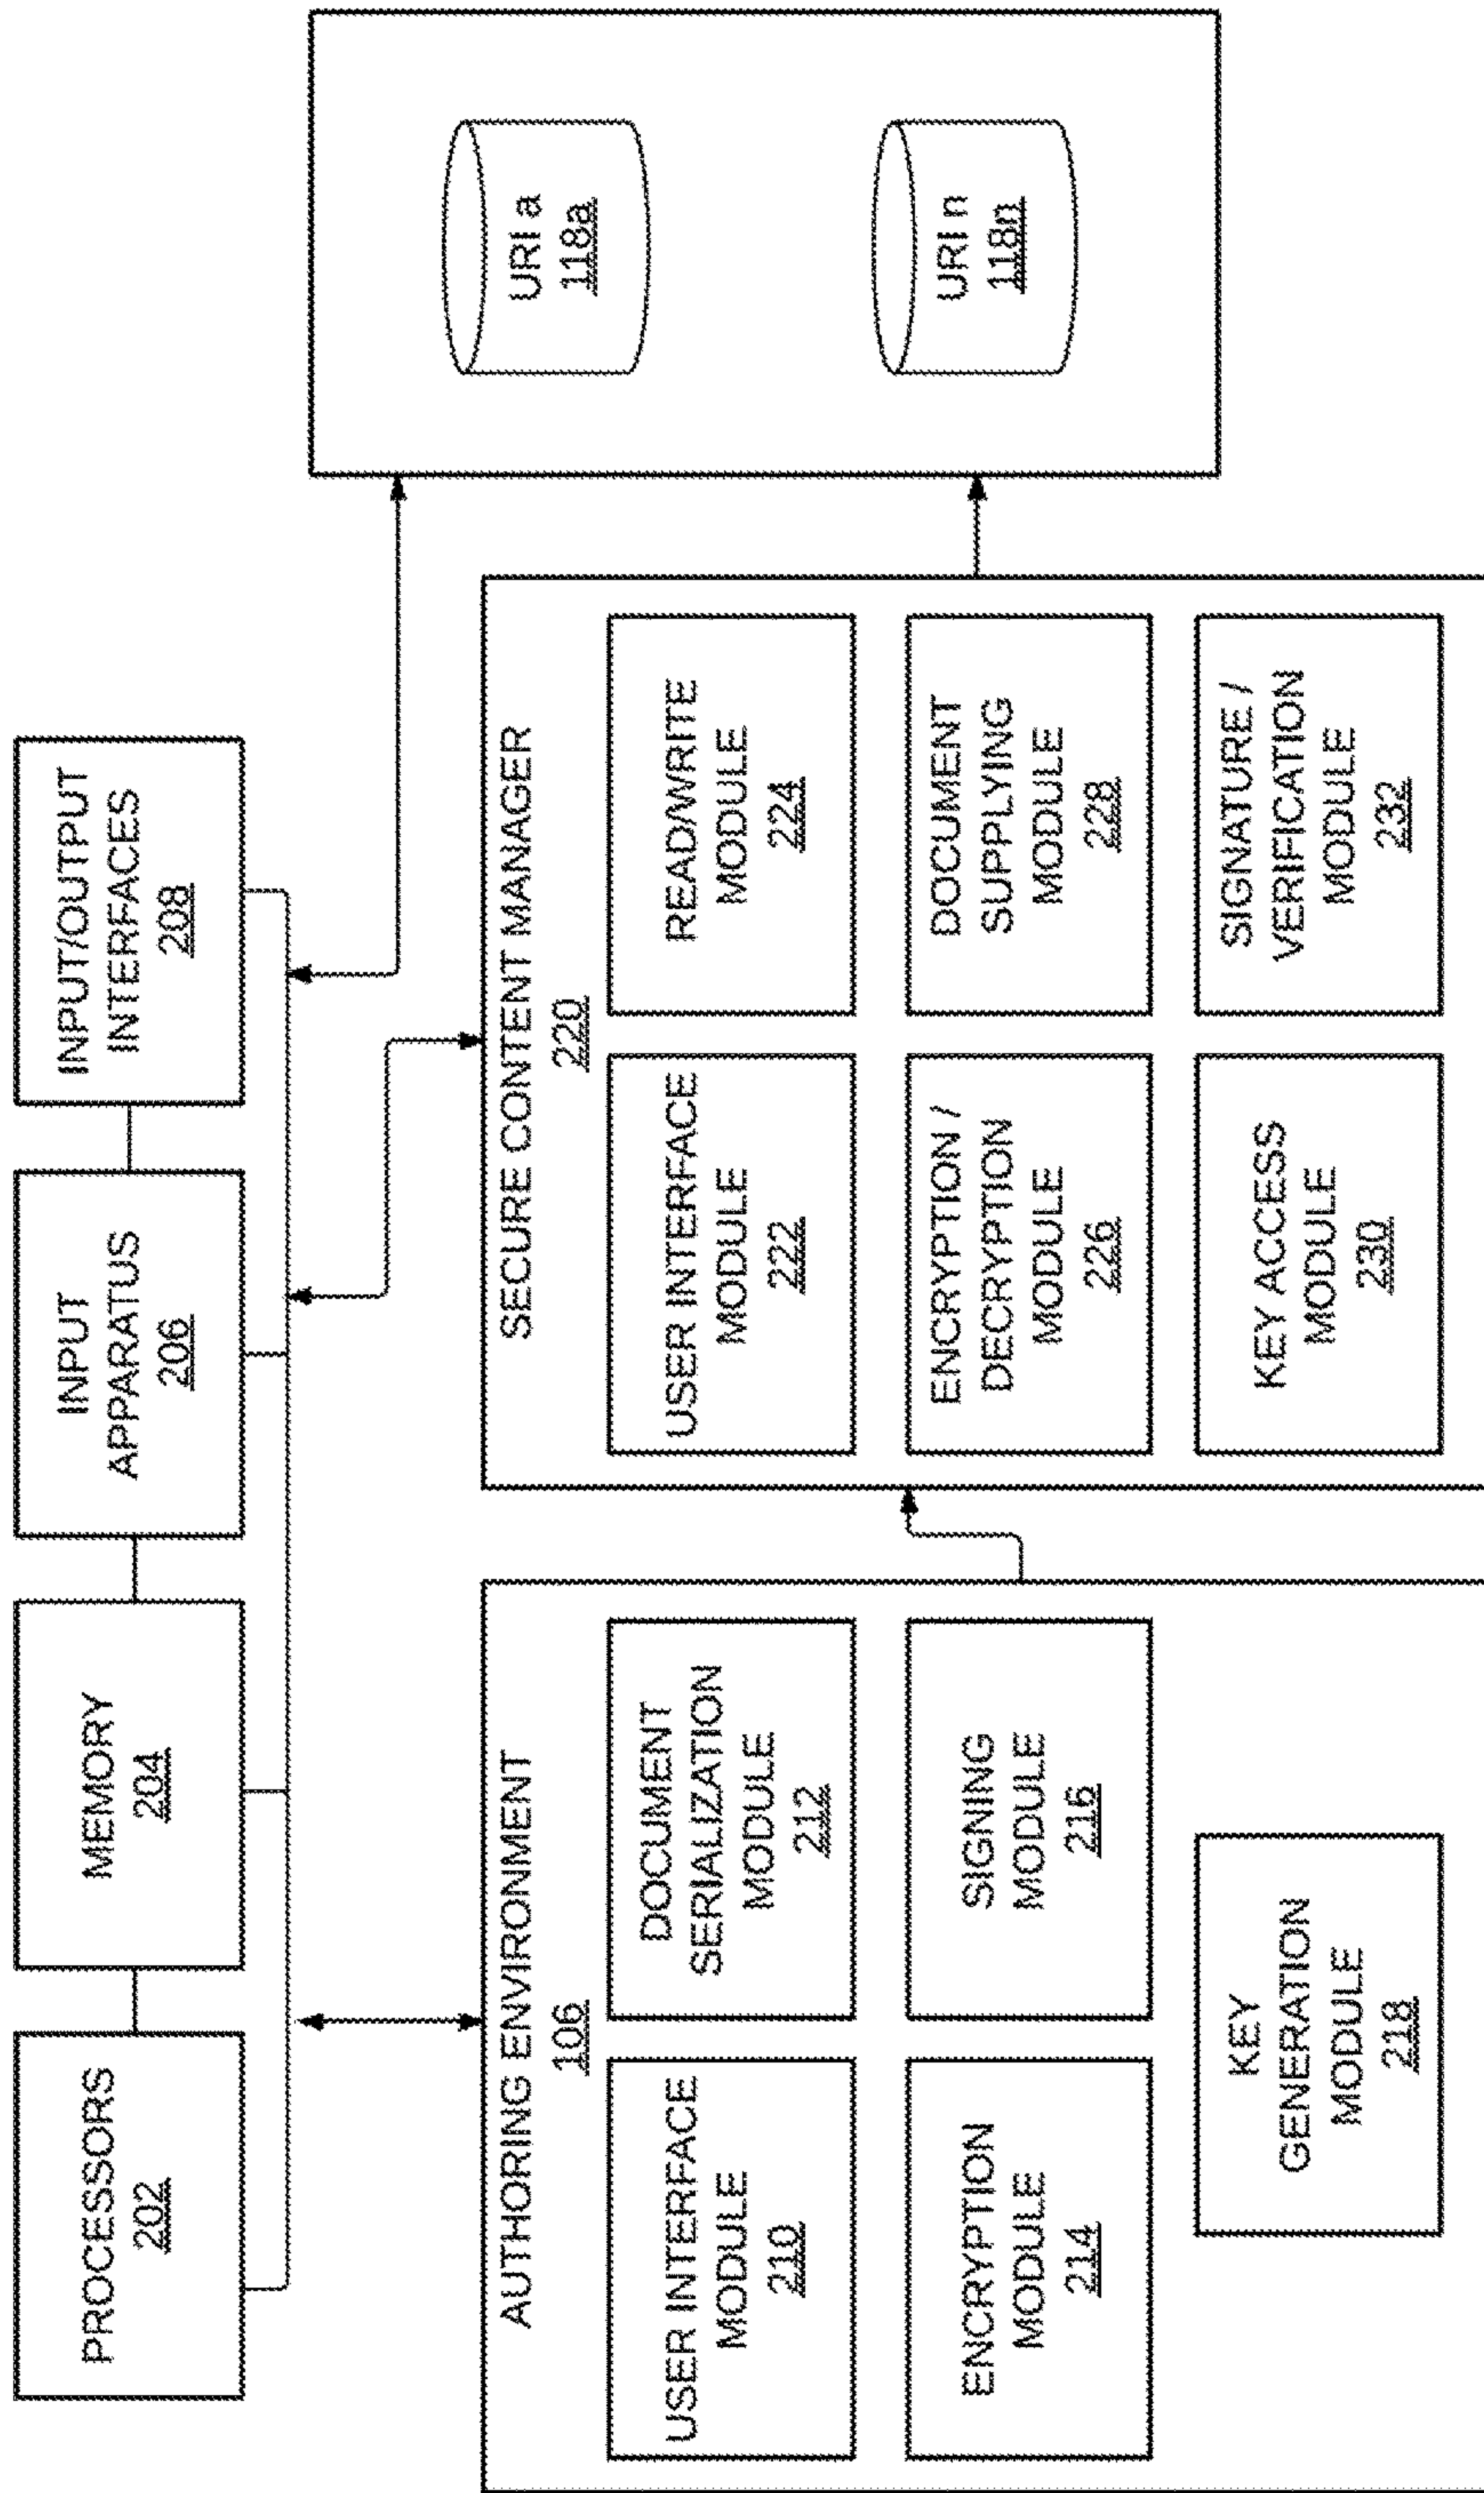 PROCESSORS
202
MEMORY
204
INPUT
APPARATUS
206
INPUT/OUTPUT
INTERFACES
208
AUTHORING ENVIRONMENT
106
USER INTERFACE
MODULE
210
DOCUMENT
SERIALIZATION
MODULE
212
ENCRYPTION
MODULE
214
SIGNING
MODULE
216
KEY
GENERATION
MODULE
218
SECURE CONTENT MANAGER
220
USER INTERFACE
MODULE
222
READ/WRITE
MODULE
224
ENCRYPTION /
DECRYPTION
MODULE
226
DOCUMENT
SUPPLYING
MODULE
228
KEY ACCESS
MODULE
230
SIGNATURE /
VERIFICATION
MODULE
232
URI a
118a
URI n
118n